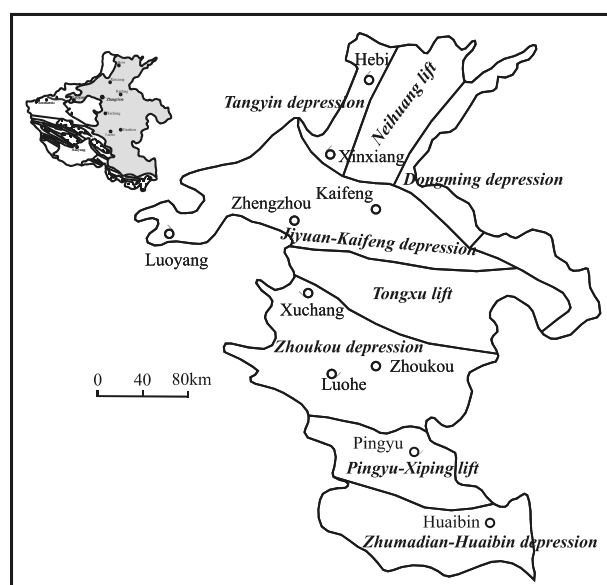 Hebi
Neihuang lift
Tangyin depression
Xinxiang
Dongming depression
Kaifeng
Zhengzhou
Jiyuan-Kaifeng depression
Luoyang
Tongxu lift
Xuchang
Zhoukou depression
Zhoukou
Luohe
0 40 80km
Pingyu
Pingyu-Xiping lift
Huaibin
Zhumadian-Huaibin depression